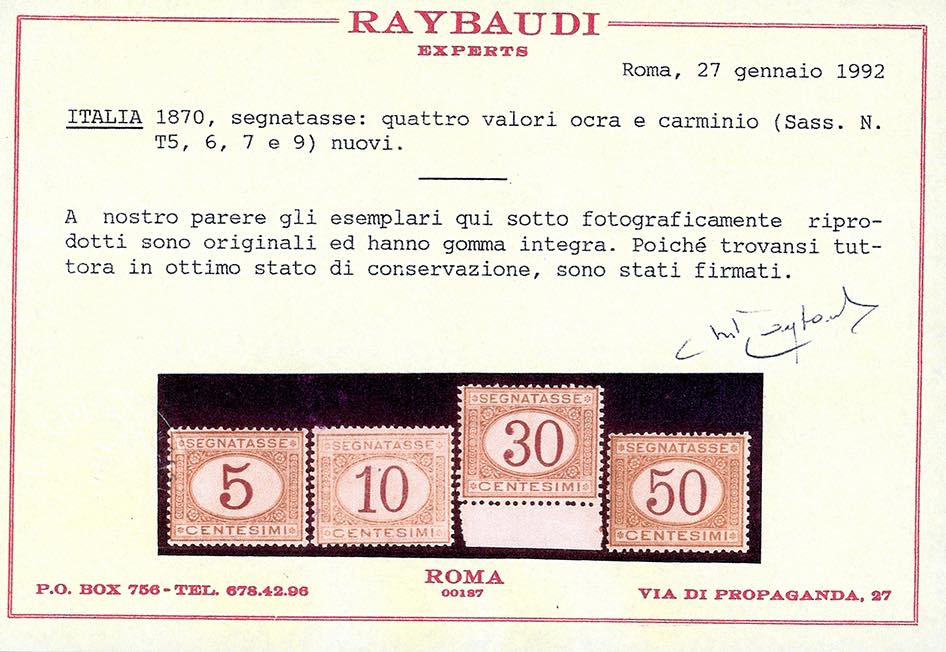 RAYBAUDI
EXPERTS
Roma, 27 gennaio 1992
ITALIA 1870, segnatasse: quattro valori ocra e carminio (Sass. N.
T5, 6, 7 e 9) nuovi.
A nostro parere gli esemplari qui sotto fotograficamente ripro-
dotti sono originali ed hanno gomma integra. Poiché trovansi tut-
tora in ottimo stato di conservazione, sono stati firmati.
SEGNATASSE
5
CENTESIMI
SEGNATASSE
10
CENTESIMI
SEGNATASSE
30
CENTESIMI
SEGNATASSE
50
CENTESIMI
P.O. BOX 756 - TEL. 678.42.96
ROMA
00187
VIA DI PROPAGANDA, 27